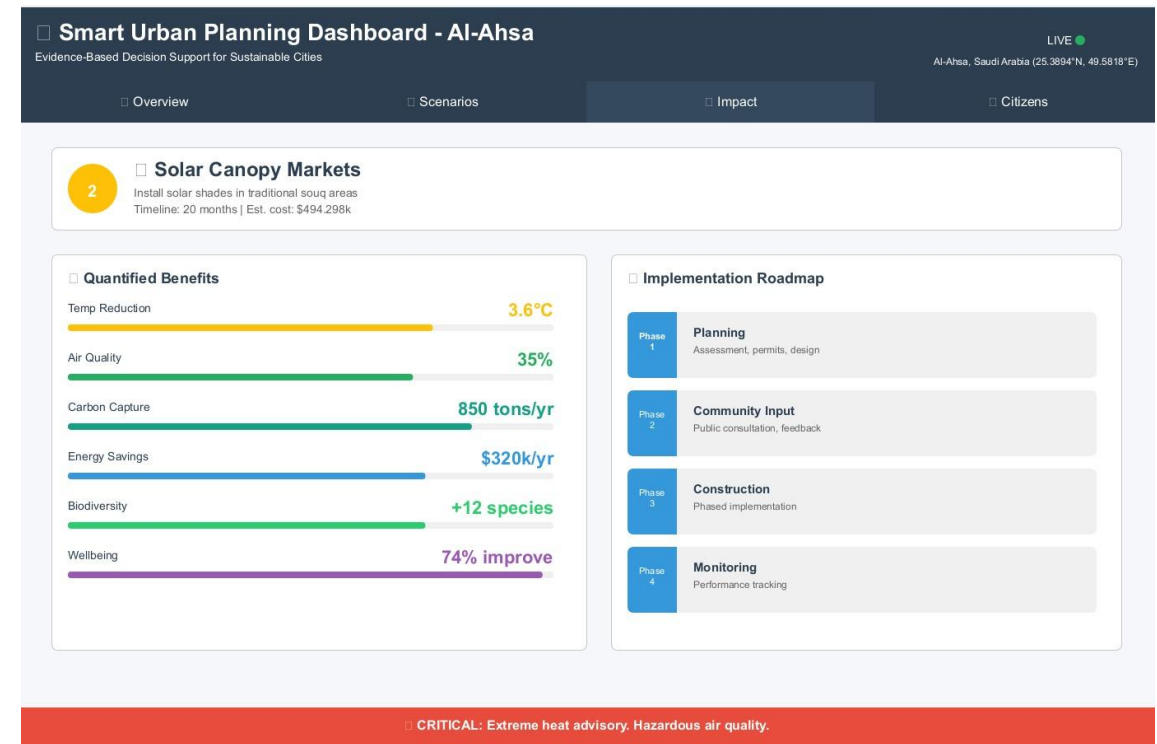 Smart Urban Planning Dashboard - Al-Ahsa
Evidence-Based Decision Support for Sustainable Cities
LIVE
Al-Ahsa, Saudi Arabia (25.3894°N, 49.5818°E)
Overview
Scenarios
Impact
Citizens
2
Solar Canopy Markets
Install solar shades in traditional souq areas
Timeline: 20 months | Est. cost: $494.298k
Quantified Benefits
Temp Reduction
3.6°C
Air Quality
35%
Carbon Capture
850 tons/yr
Energy Savings
$320k/yr
Biodiversity
+12 species
Wellbeing
74% improve
Implementation Roadmap
Phase
1
Planning
Assessment, permits, design
Phase
2
Community Input
Public consultation, feedback
Phase
3
Construction
Phased implementation
Phase
4
Monitoring
Performance tracking
CRITICAL: Extreme heat advisory. Hazardous air quality.